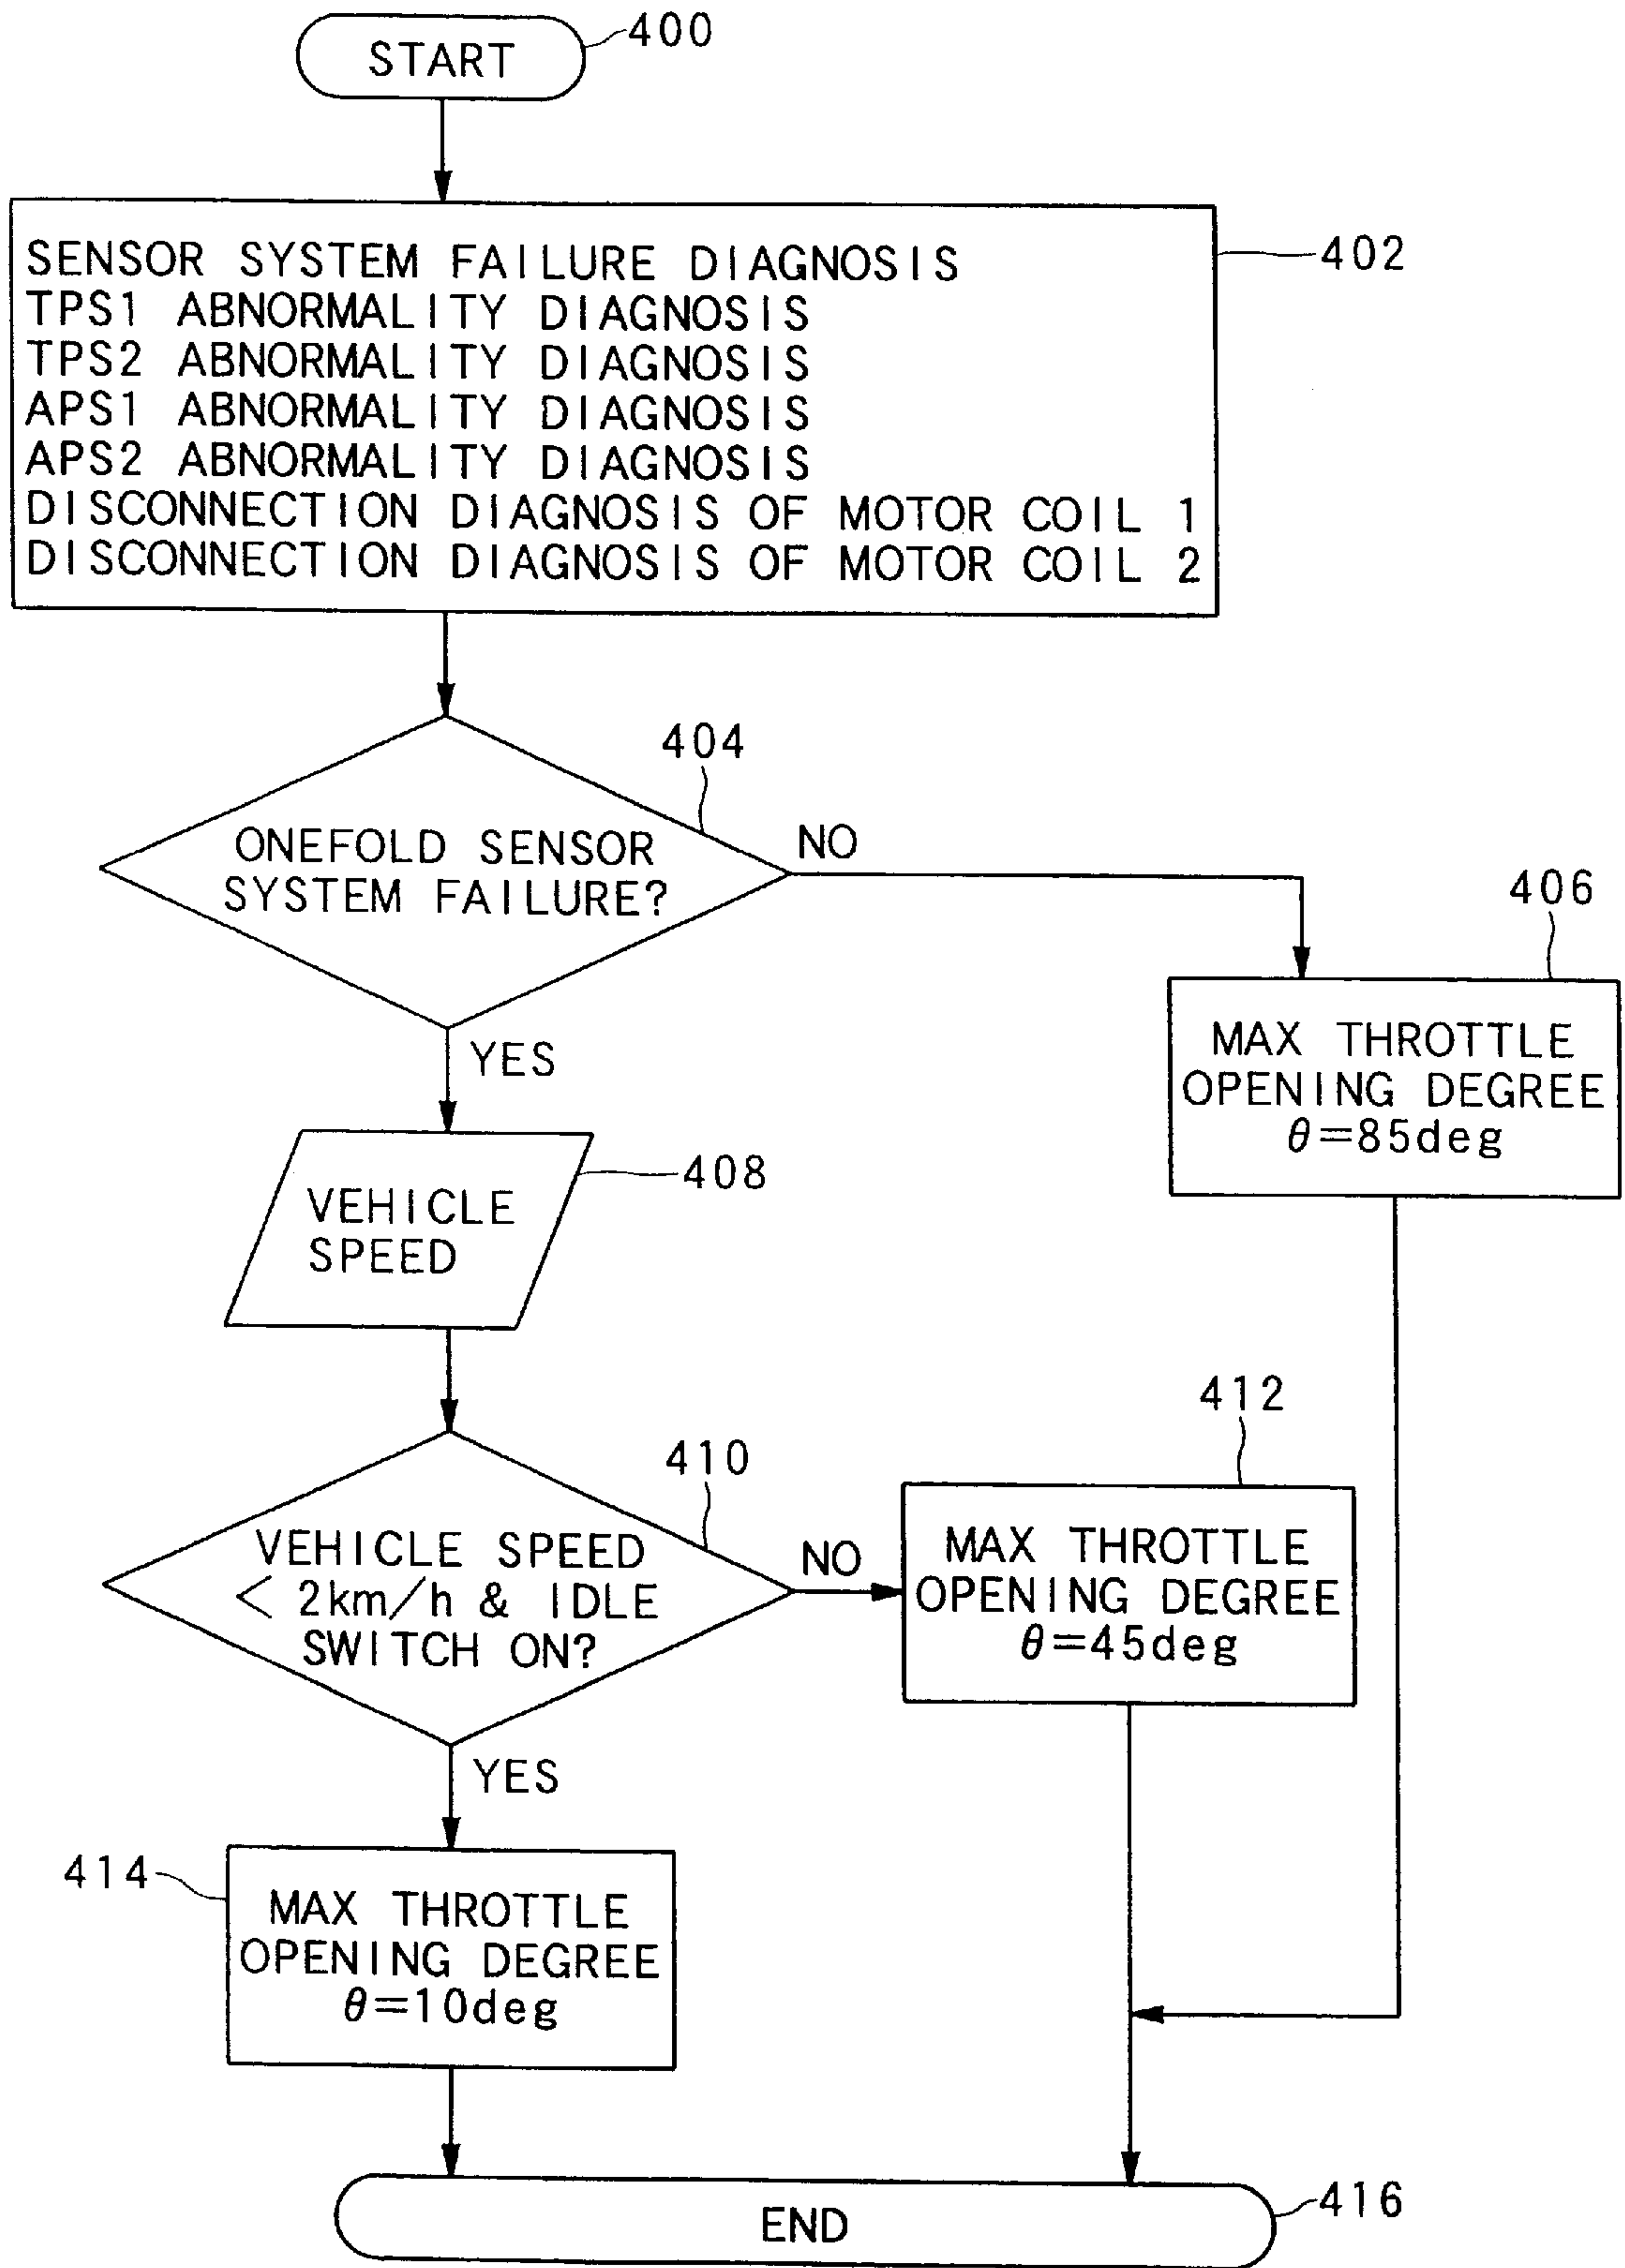 START
400
SENSOR SYSTEM FAILURE DIAGNOSIS
TPS1 ABNORMALITY DIAGNOSIS
TPS2 ABNORMALITY DIAGNOSIS
APS1 ABNORMALITY DIAGNOSIS
APS2 ABNORMALITY DIAGNOSIS
DISCONNECTION DIAGNOSIS OF MOTOR COIL 1
DISCONNECTION DIAGNOSIS OF MOTOR COIL 2
402
404
ONEFOLD SENSOR
SYSTEM FAILURE?
NO
YES
406
MAX THROTTLE
OPENING DEGREE
θ=85deg
VEHICLE
SPEED
408
410
VEHICLE SPEED
< 2km/h & IDLE
SWITCH ON?
NO
YES
412
MAX THROTTLE
OPENING DEGREE
θ=45deg
414
MAX THROTTLE
OPENING DEGREE
θ=10deg
END
416